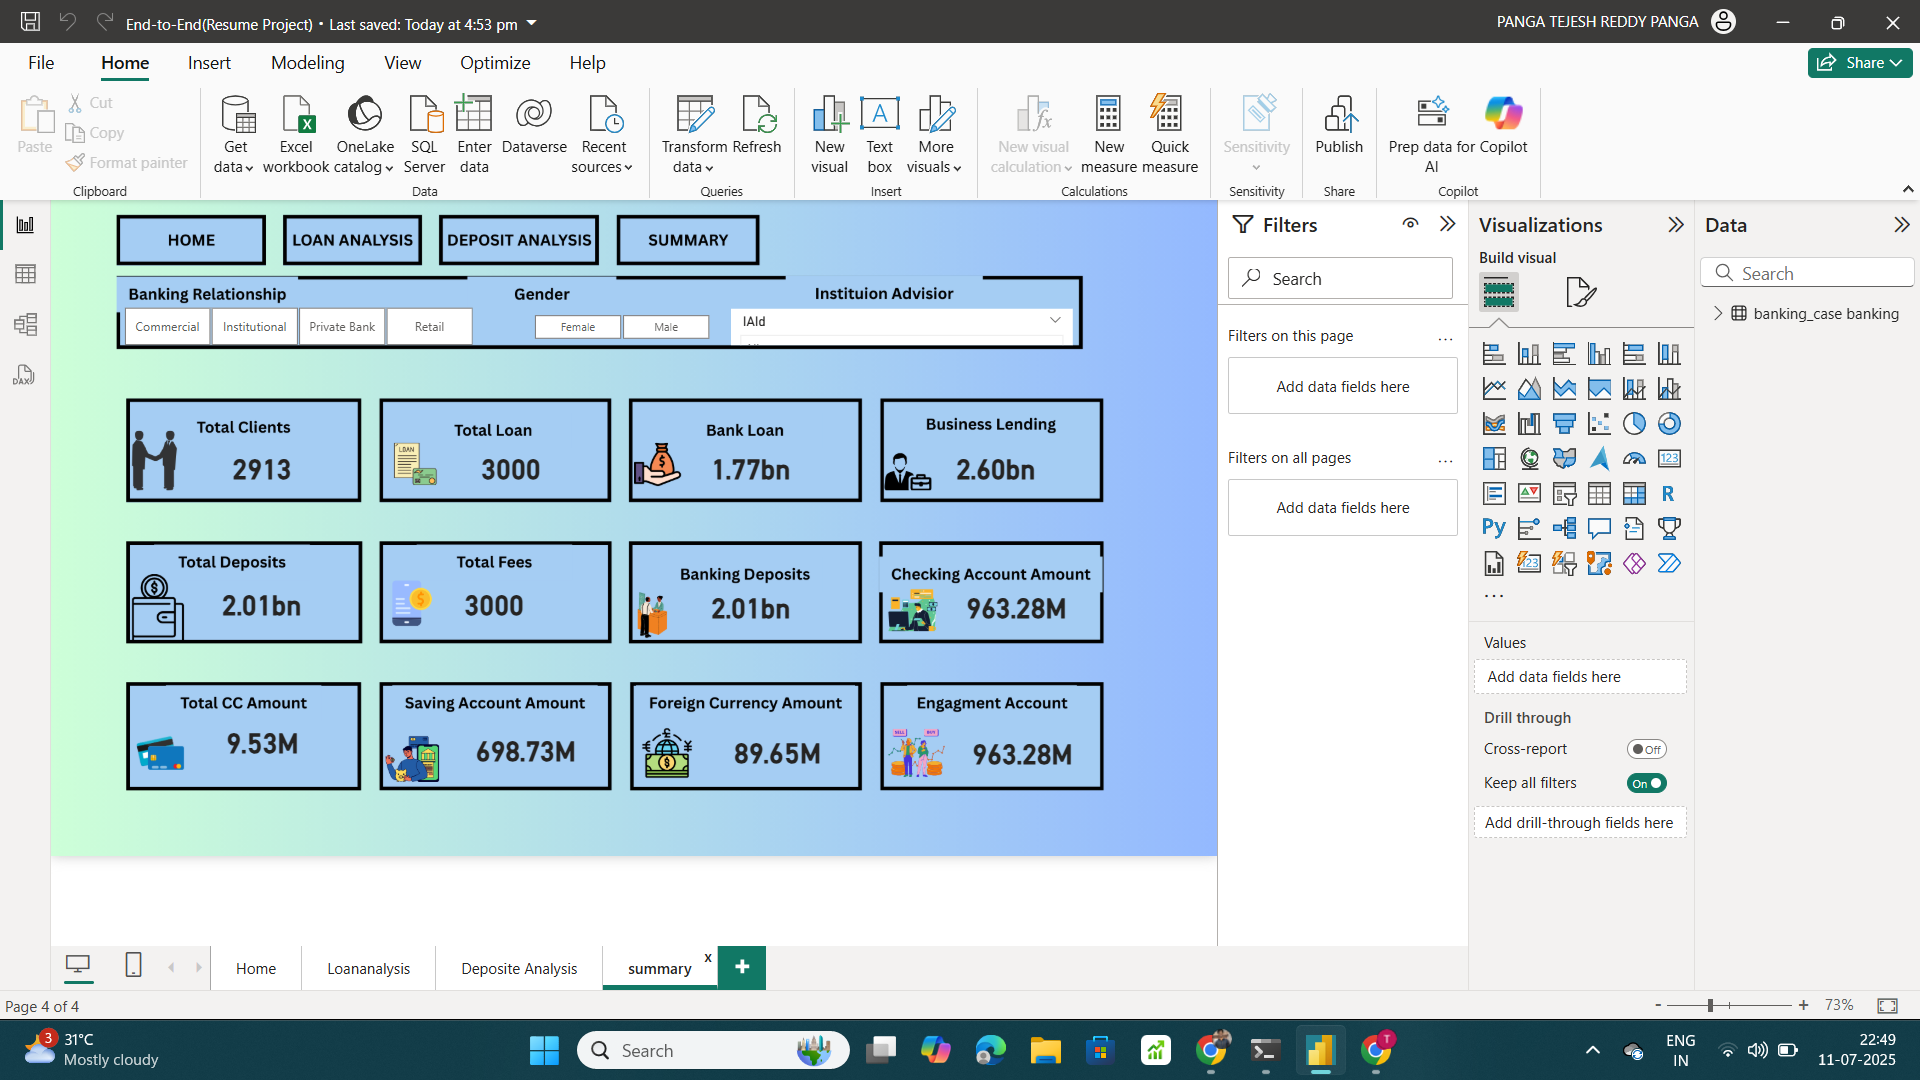 End-to-End(Resume Project) • Last saved: Today at 4:53 pm
PANGA TEJESH REDDY PANGA
File Home Insert Modeling View Optimize Help
Share
Paste
Cut
Copy
Format painter
Clipboard
Get data
Excel workbook
OneLake catalog
SQL Server
Enter data
Dataverse
Recent sources
Data
Transform data
Refresh
Queries
New visual
Text box
More visuals
Insert
New visual calculation
New measure
Quick measure
Calculations
Sensitivity
Sensitivity
Publish
Share
Prep data for AI
Copilot
Copilot
HOME
LOAN ANALYSIS
DEPOSIT ANALYSIS
SUMMARY
Banking Relationship
Commercial
Institutional
Private Bank
Retail
Gender
Female
Male
Instituion Advisior
IAId
Total Clients
2913
Total Loan
3000
LOAN
Bank Loan
1.77bn
Business Lending
2.60bn
Total Deposits
2.01bn
Total Fees
3000
Banking Deposits
2.01bn
Checking Account Amount
963.28M
Total CC Amount
9.53M
Saving Account Amount
698.73M
Foreign Currency Amount
89.65M
Engagment Account
SELL
BUY
963.28M
Filters
Search
Filters on this page
...
Add data fields here
Filters on all pages
...
Add data fields here
Visualizations
Build visual
123
R
Py
123
...
Values
Add data fields here
Drill through
Cross-report
Off
Keep all filters
On
Add drill-through fields here
Data
Search
banking_case banking
DAX
Home
Loananalysis
Deposite Analysis
summary
x
+
Page 4 of 4
- + 73%
3
31°C
Mostly cloudy
Search
T
ENG
IN
22:49
11-07-2025